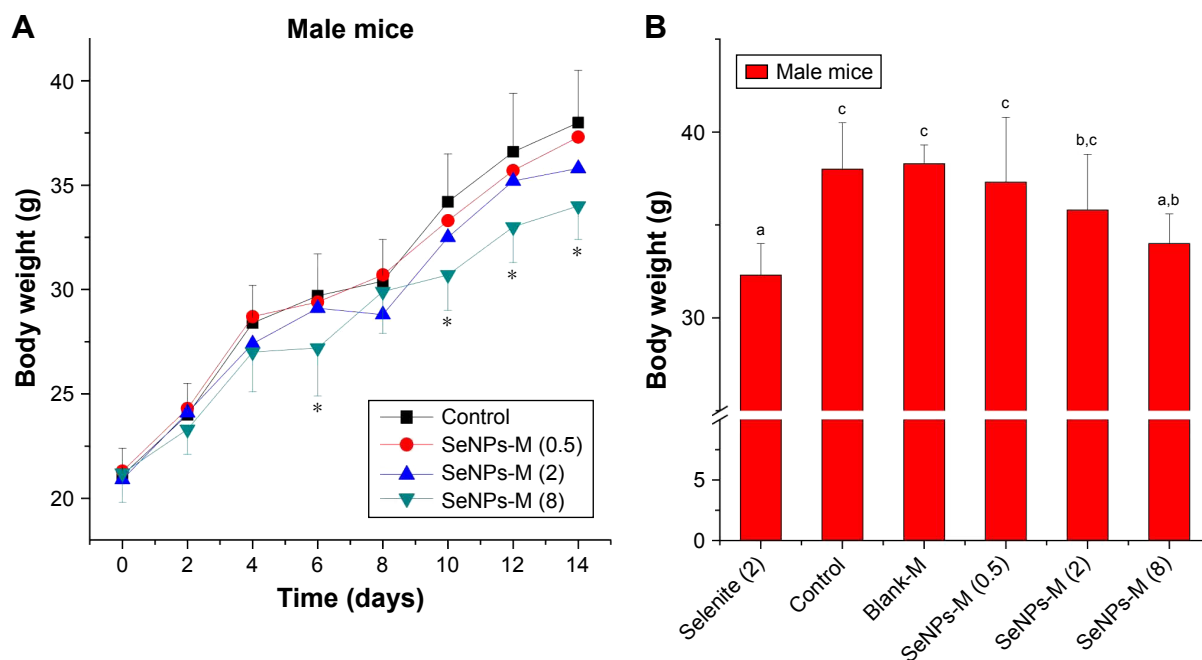 A
Male mice
Body weight (g)
40
35
30
25
20
*
*
*
*
Control
SeNPs-M (0.5)
SeNPs-M (2)
SeNPs-M (8)
0 2 4 6 8 10 12 14
Time (days)
B
Male mice
Body weight (g)
40
30
5
0
a
c
c
c
b,c
a,b
Selenite (2)
Control
Blank-M
SeNPs-M (0.5)
SeNPs-M (2)
SeNPs-M (8)